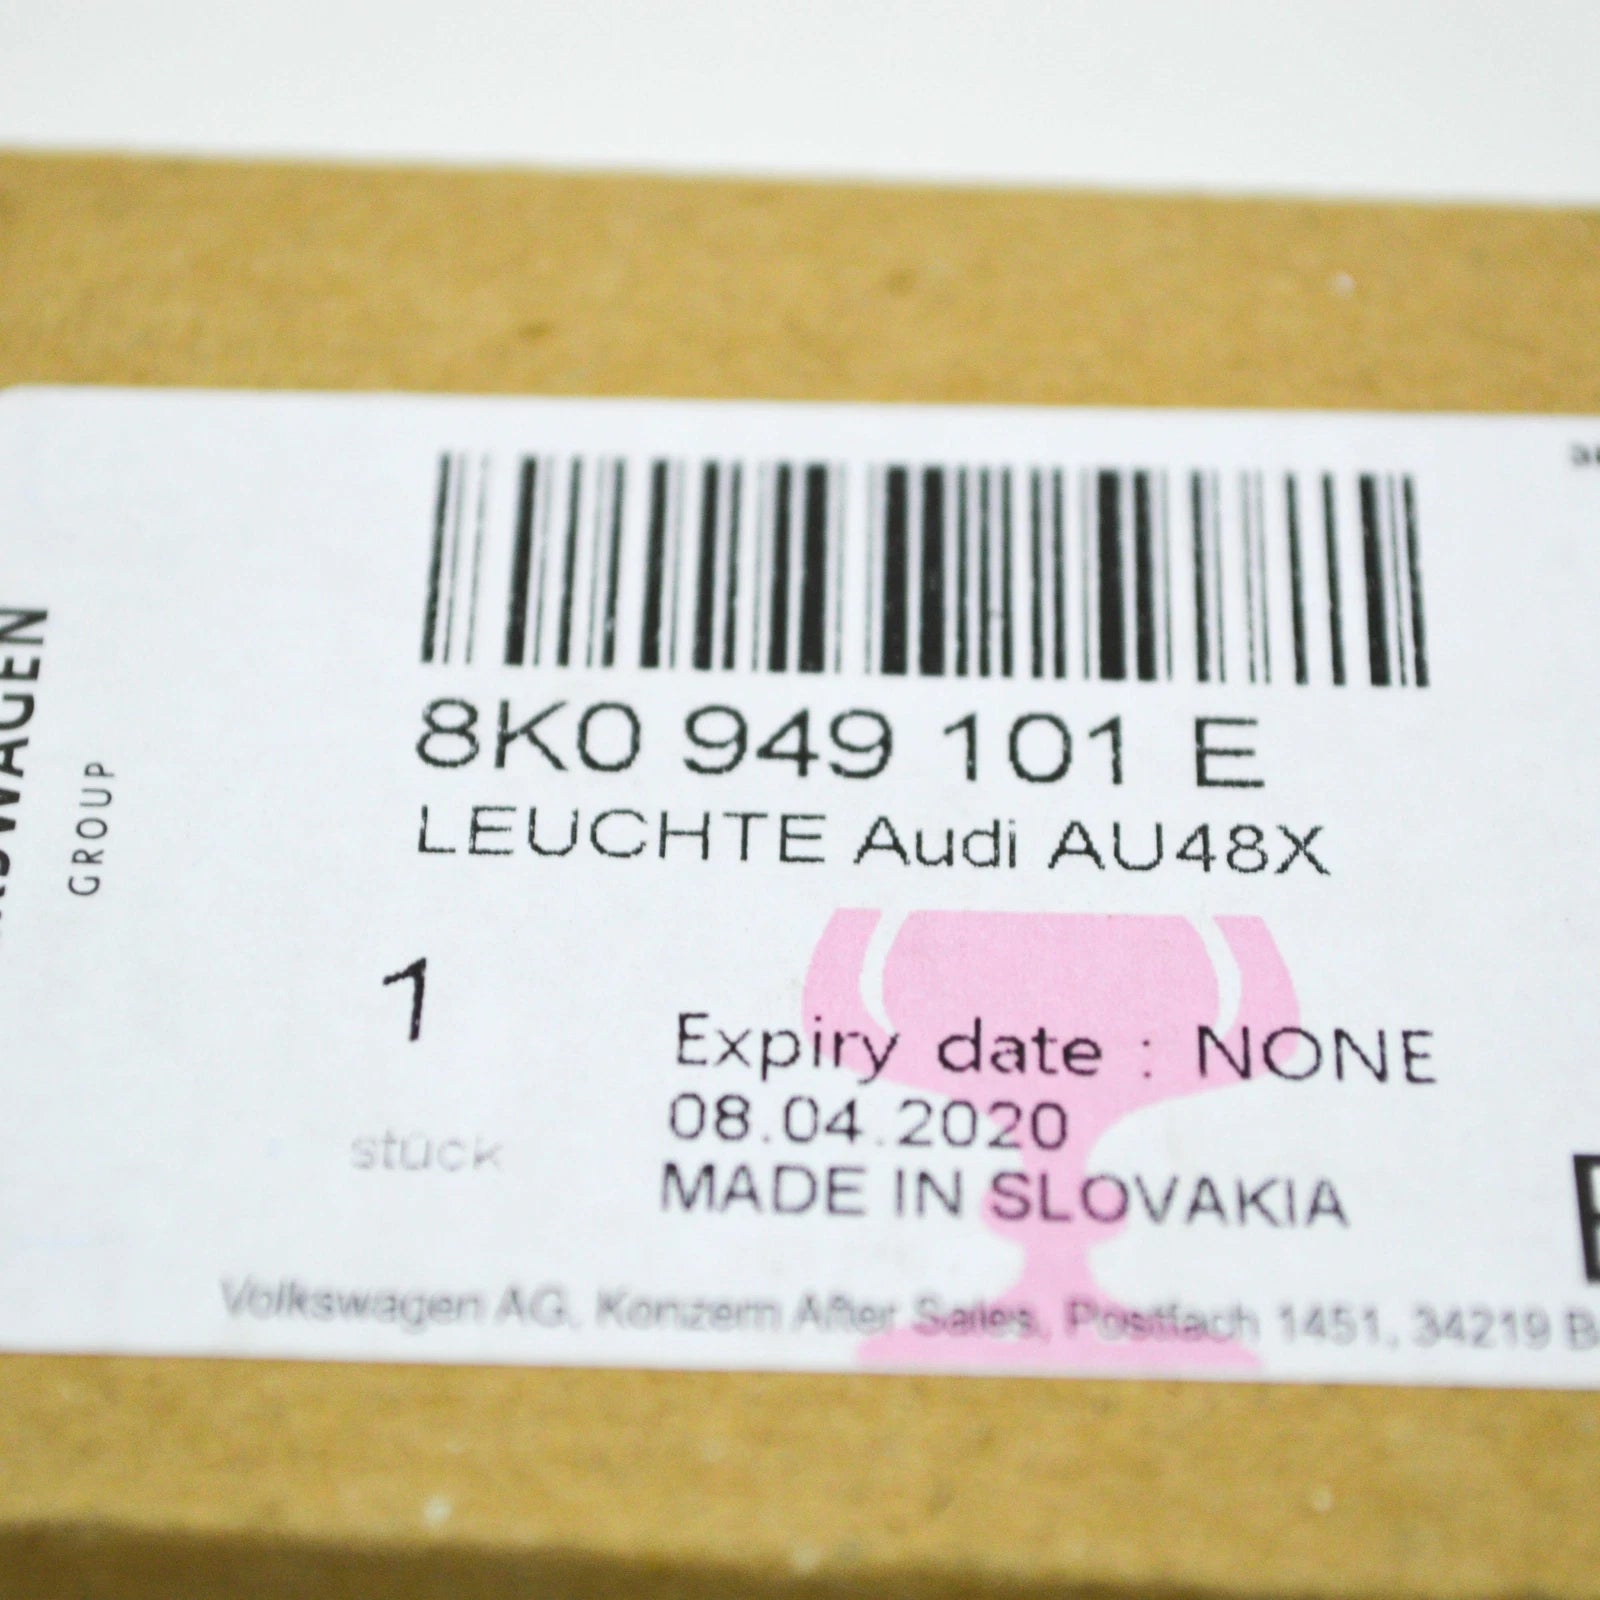 GROUP
8K0 949 101 E
LEUCHTE Audi AU48X
1
stück
Expiry date : NONE
08.04.2020
MADE IN SLOVAKIA
Volkswagen AG, Konzern After Sales, Postfach 1451, 34219